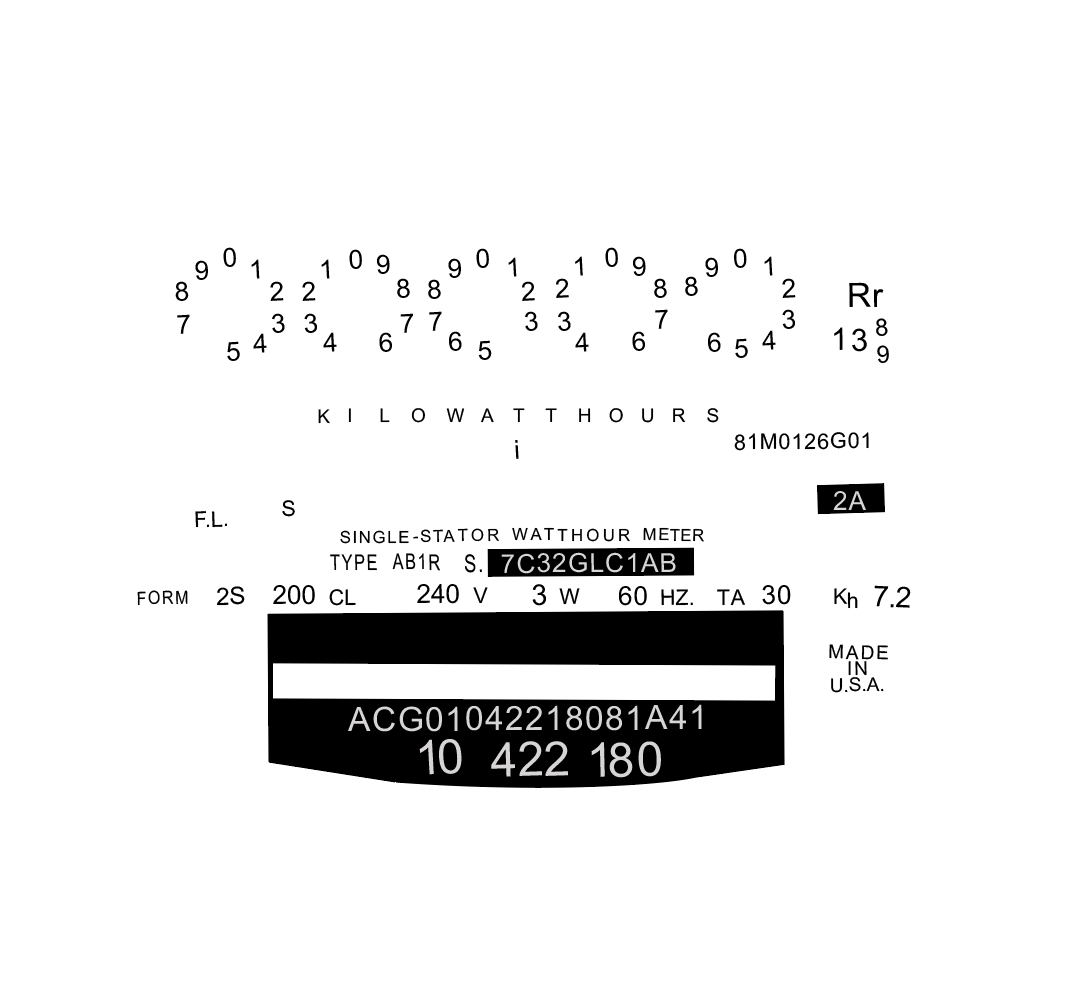 0 1 2 3 4 5 7 8 9
0 9 8 7 6 4 3 2 1
0 1 2 3 5 6 7 8 9
0 9 8 7 6 4 3 2 1
0 1 2 3 4 5 6 8 9
Rr
13 8
9
KILOWATTHOURS
i
81M0126G01
2A
F.L. S
SINGLE-STATOR WATTHOUR METER
TYPE AB1R S. 7C32GLC1AB
FORM 2S 200 CL 240 V 3 W 60 HZ. TA 30 Kh 7.2
MADE
IN
U.S.A.
ACG01042218081A41
10 422 180